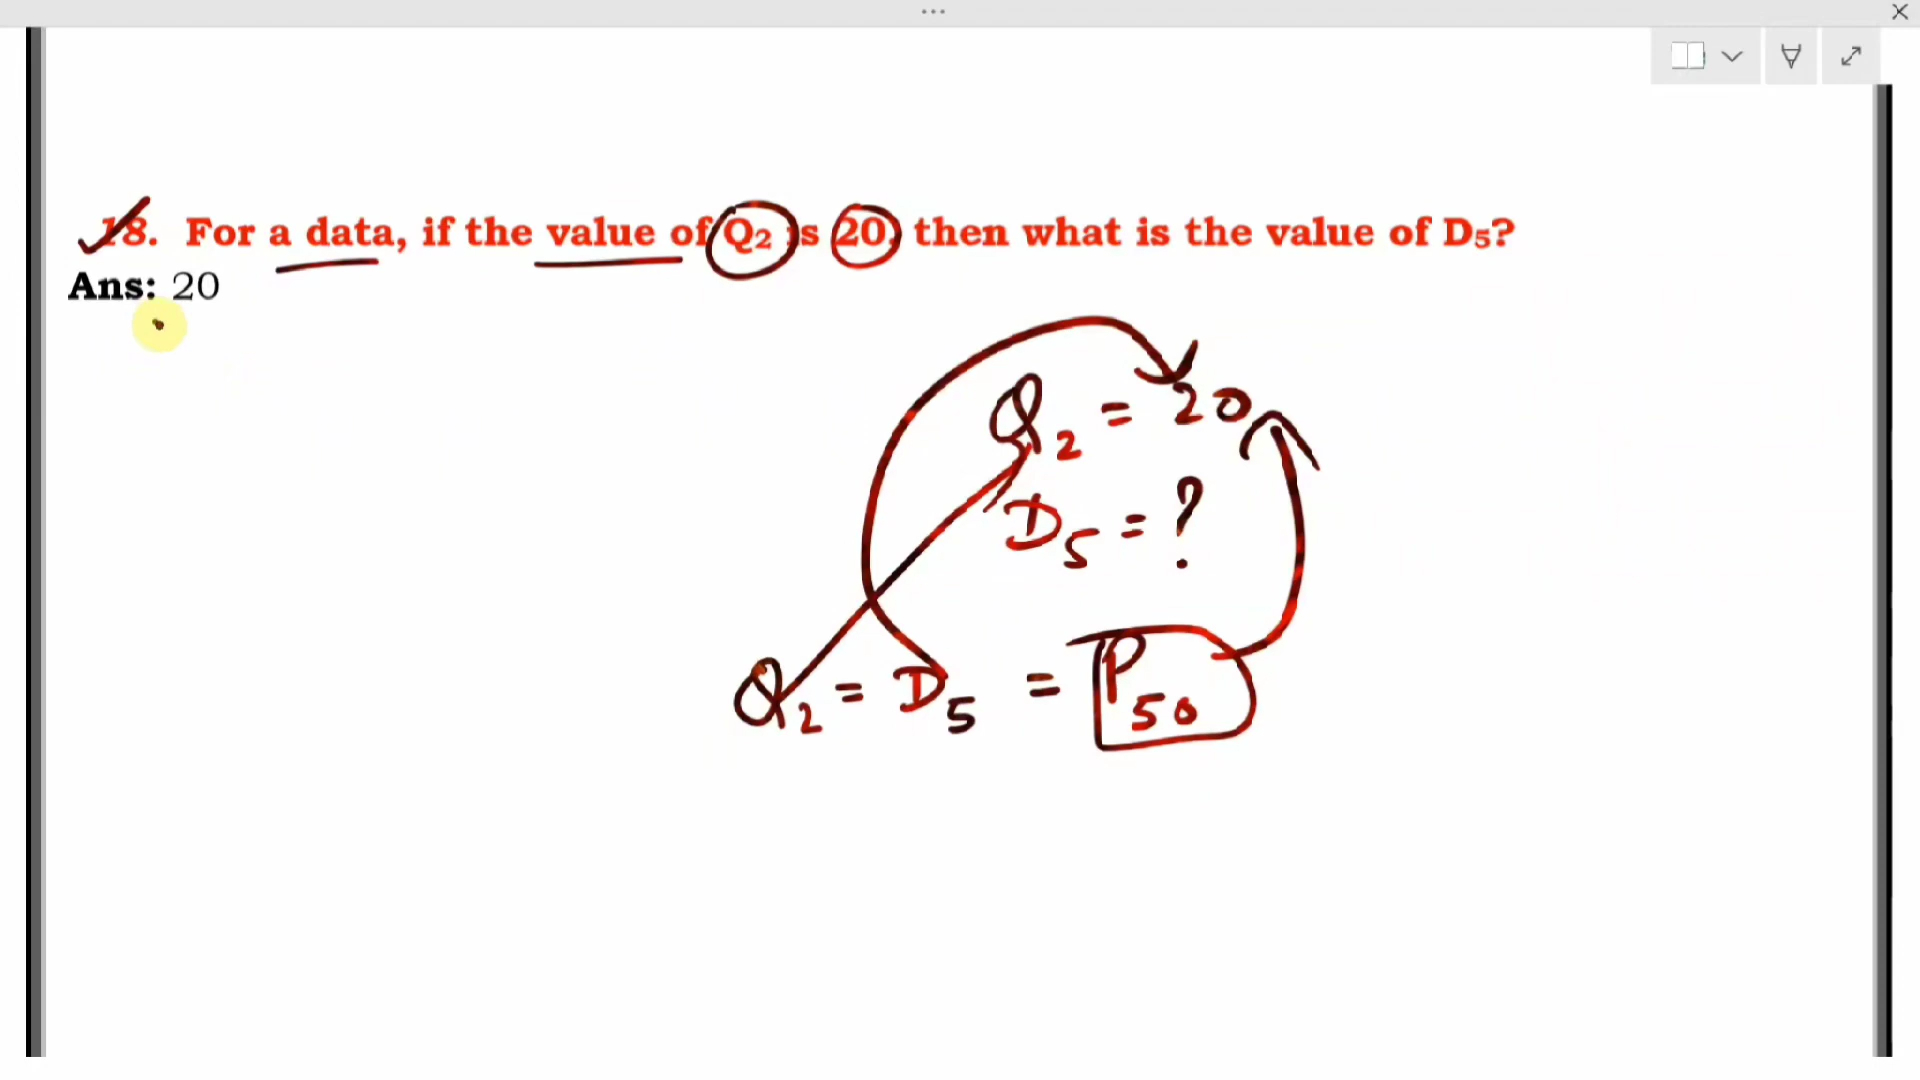 18. For a data, if the value of Q₂ is 20, then what is the value of D₅?
Ans: 20
Q₂ = 20
D₅ = ?
Q₂ = D₅ = P₅₀